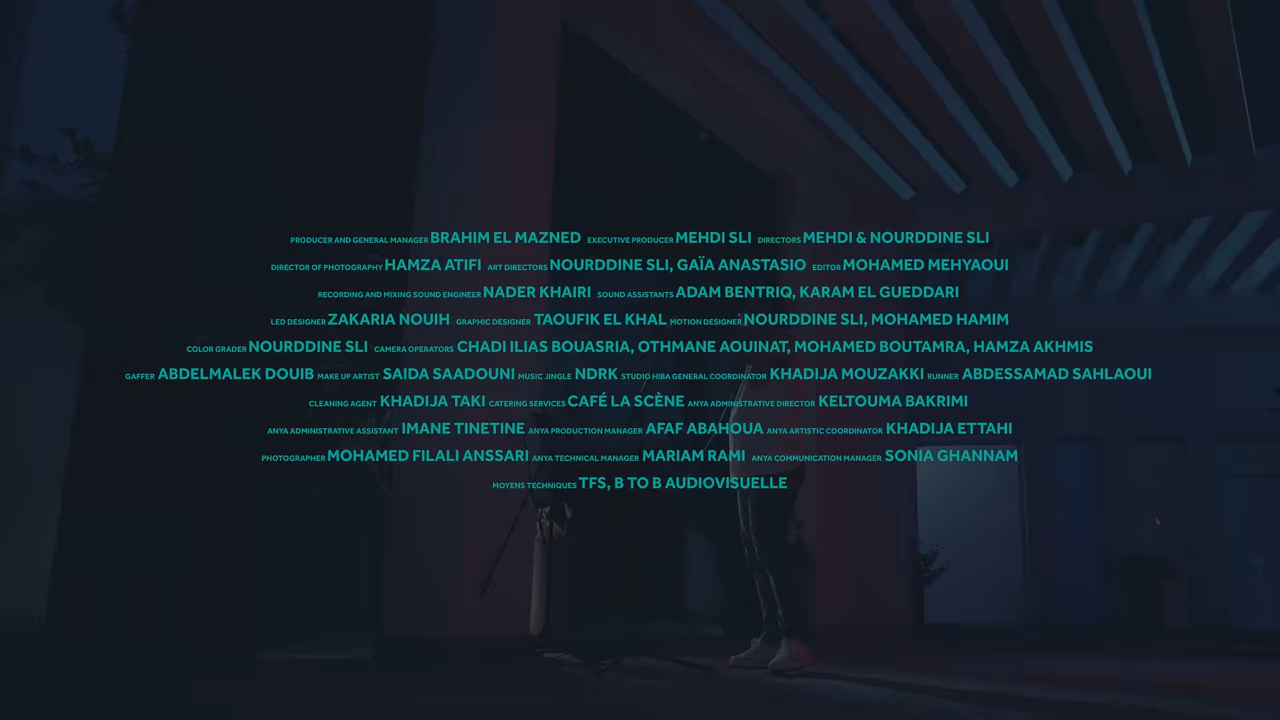 PRODUCER AND GENERAL MANAGER BRAHIM EL MAZNED EXECUTIVE PRODUCER MEHDI SLI DIRECTORS MEHDI & NOURDDINE SLI
DIRECTOR OF PHOTOGRAPHY HAMZA ATIFI ART DIRECTORS NOURDDINE SLI, GAÏA ANASTASIO EDITOR MOHAMED MEHYAOUI
RECORDING AND MIXING SOUND ENGINEER NADER KHAIRI SOUND ASSISTANTS ADAM BENTRIQ, KARAM EL GUEDDARI
LED DESIGNER ZAKARIA NOUIH GRAPHIC DESIGNER TAOUFIK EL KHAL MOTION DESIGNER NOURDDINE SLI, MOHAMED HAMIM
COLOR GRADER NOURDDINE SLI CAMERA OPERATORS CHADI ILIAS BOUASRIA, OTHMANE AOUINAT, MOHAMED BOUTAMRA, HAMZA AKHMIS
GAFFER ABDELMALEK DOUIB MAKE UP ARTIST SAIDA SAADOUNI MUSIC JINGLE NDRK STUDIO HIBA GENERAL COORDINATOR KHADIJA MOUZAKKI RUNNER ABDESSAMAD SAHLAOUI
CLEANING AGENT KHADIJA TAKI CATERING SERVICES CAFÉ LA SCÈNE ANYA ADMINISTRATIVE DIRECTOR KELTOUMA BAKRIMI
ANYA ADMINISTRATIVE ASSISTANT IMANE TINETINE ANYA PRODUCTION MANAGER AFAF ABAHOUA ANYA ARTISTIC COORDINATOR KHADIJA ETTAHI
PHOTOGRAPHER MOHAMED FILALI ANSSARI ANYA TECHNICAL MANAGER MARIAM RAMI ANYA COMMUNICATION MANAGER SONIA GHANNAM
MOYENS TECHNIQUES TFS, B TO B AUDIOVISUELLE